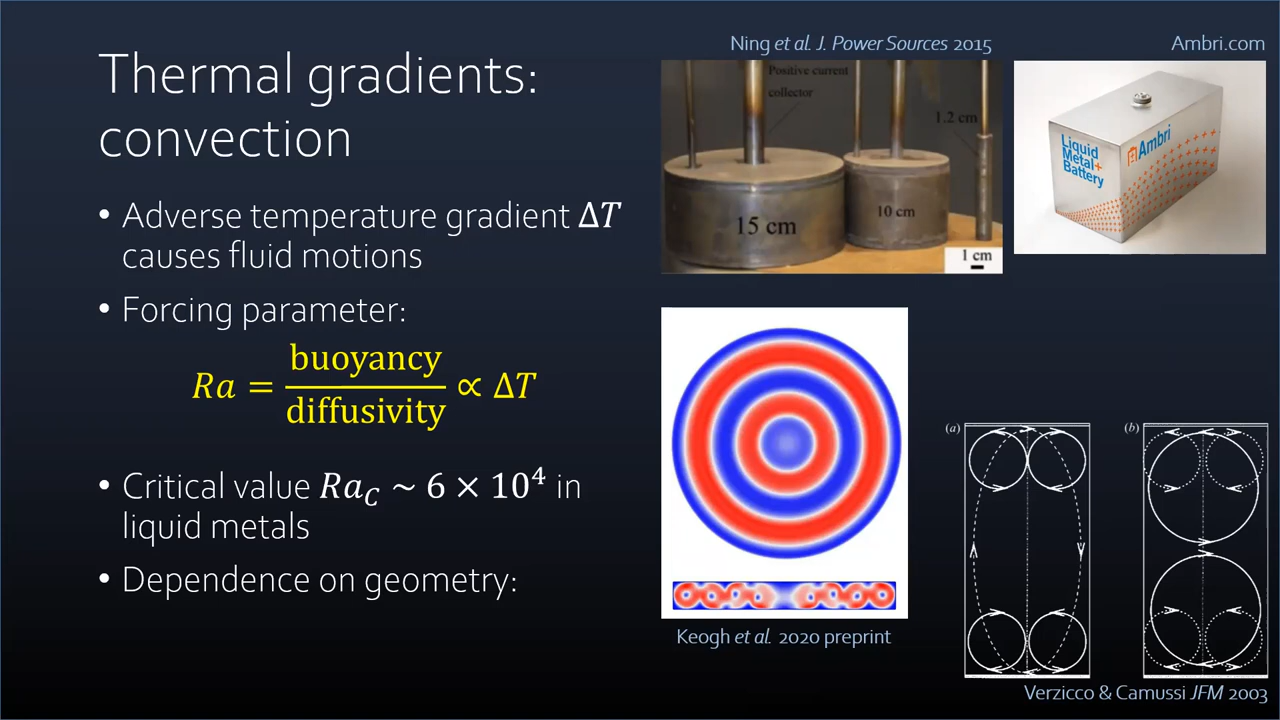 Thermal gradients:
convection
• Adverse temperature gradient ΔT
causes fluid motions
• Forcing parameter:
Ra = buoyancy/diffusivity ∝ ΔT
• Critical value Ra_C ~ 6 × 10^4 in
liquid metals
• Dependence on geometry:
Ning et al. J. Power Sources 2015
Positive current
collector
1.2 cm
15 cm
10 cm
1 cm
Ambri.com
Liquid
Metal+
Battery
Ambri
Keogh et al. 2020 preprint
(a)
(b)
Verzicco & Camussi JFM 2003